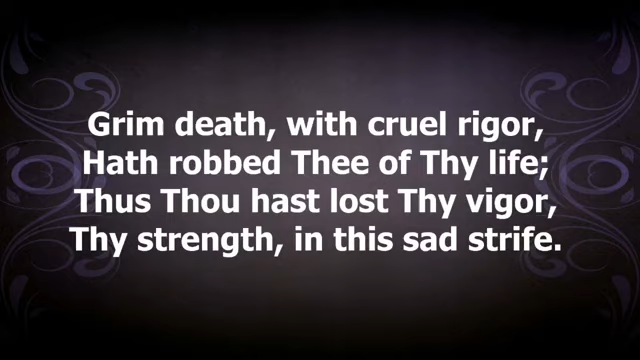 Grim death, with cruel rigor,
Hath robbed Thee of Thy life;
Thus Thou hast lost Thy vigor,
Thy strength, in this sad strife.